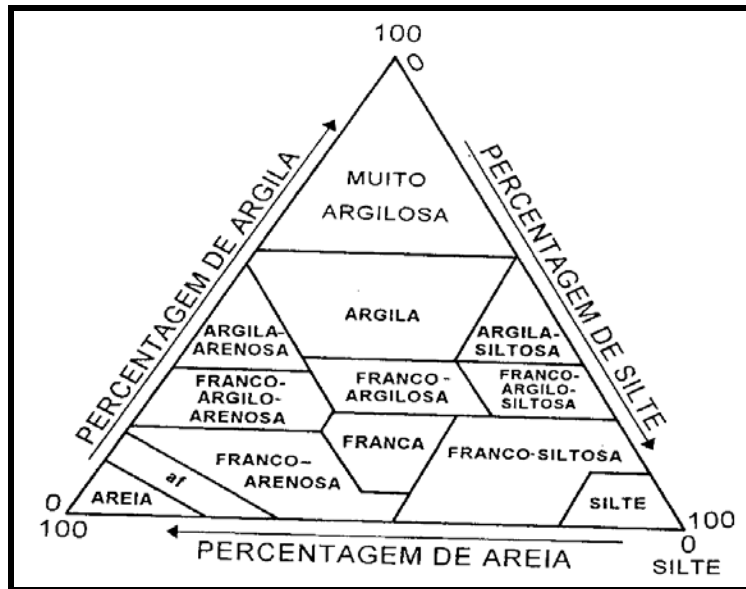 100
0
PERCENTAGEM DE ARGILA
PERCENTAGEM DE SILTE
MUITO
ARGILOSA
ARGILA
ARGILA-
ARENOSA
ARGILA-
SILTOSA
FRANCO-
ARGILO-
ARENOSA
FRANCO-
ARGILOSA
FRANCO-
ARGILO-
SILTOSA
FRANCA
FRANCO-
ARENOSA
FRANCO-SILTOSA
af
AREIA
SILTE
0
100
100
0
PERCENTAGEM DE AREIA
SILTE